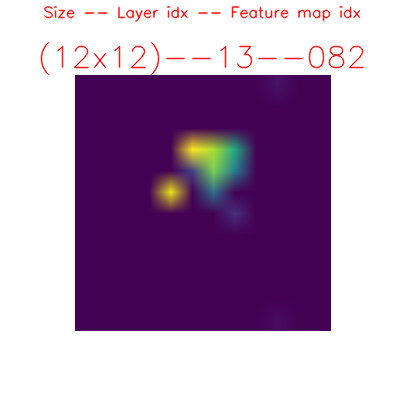 Size -- Layer idx -- Feature map idx
(12x12)--13--082